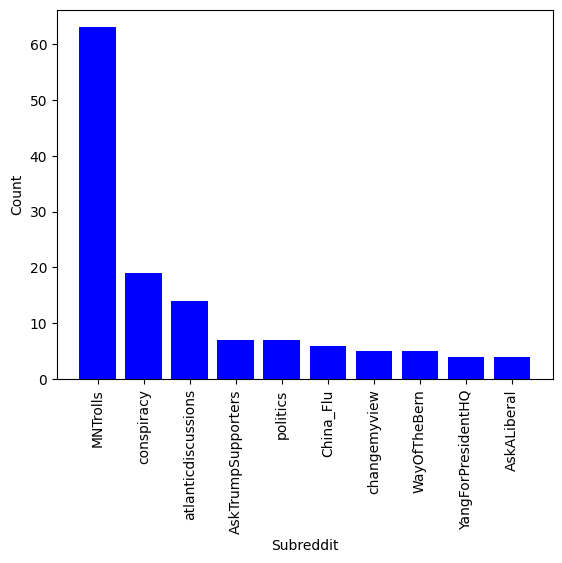 60
50
40
30
20
10
0
Count
MNTrolls
conspiracy
atlanticdiscussions
AskTrumpSupporters
politics
China_Flu
changemyview
WayOfTheBern
YangForPresidentHQ
AskALiberal
Subreddit